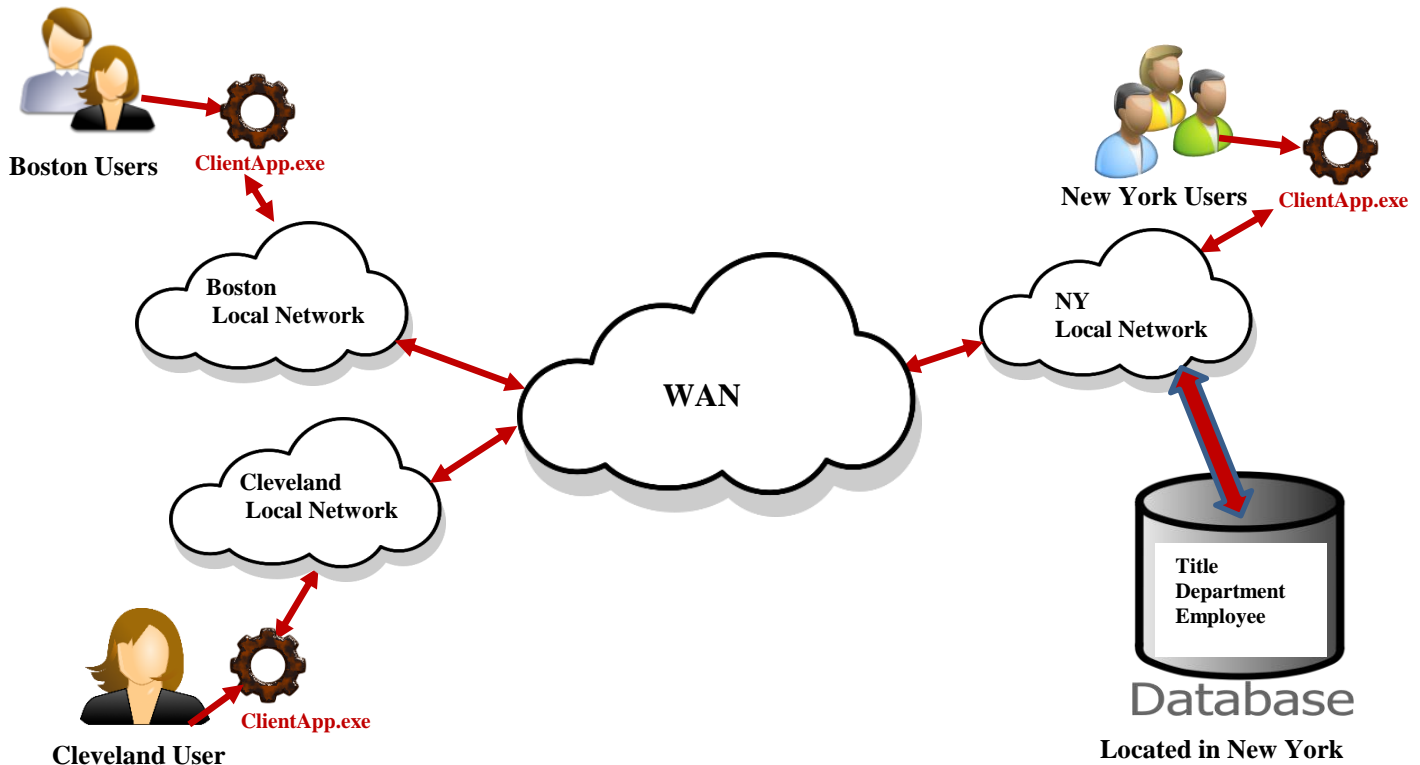 Boston Users
ClientApp.exe
New York Users
ClientApp.exe
Boston
Local Network
NY
Local Network
WAN
Cleveland
Local Network
Title
Department
Employee
ClientApp.exe
Cleveland User
Database
Located in New York